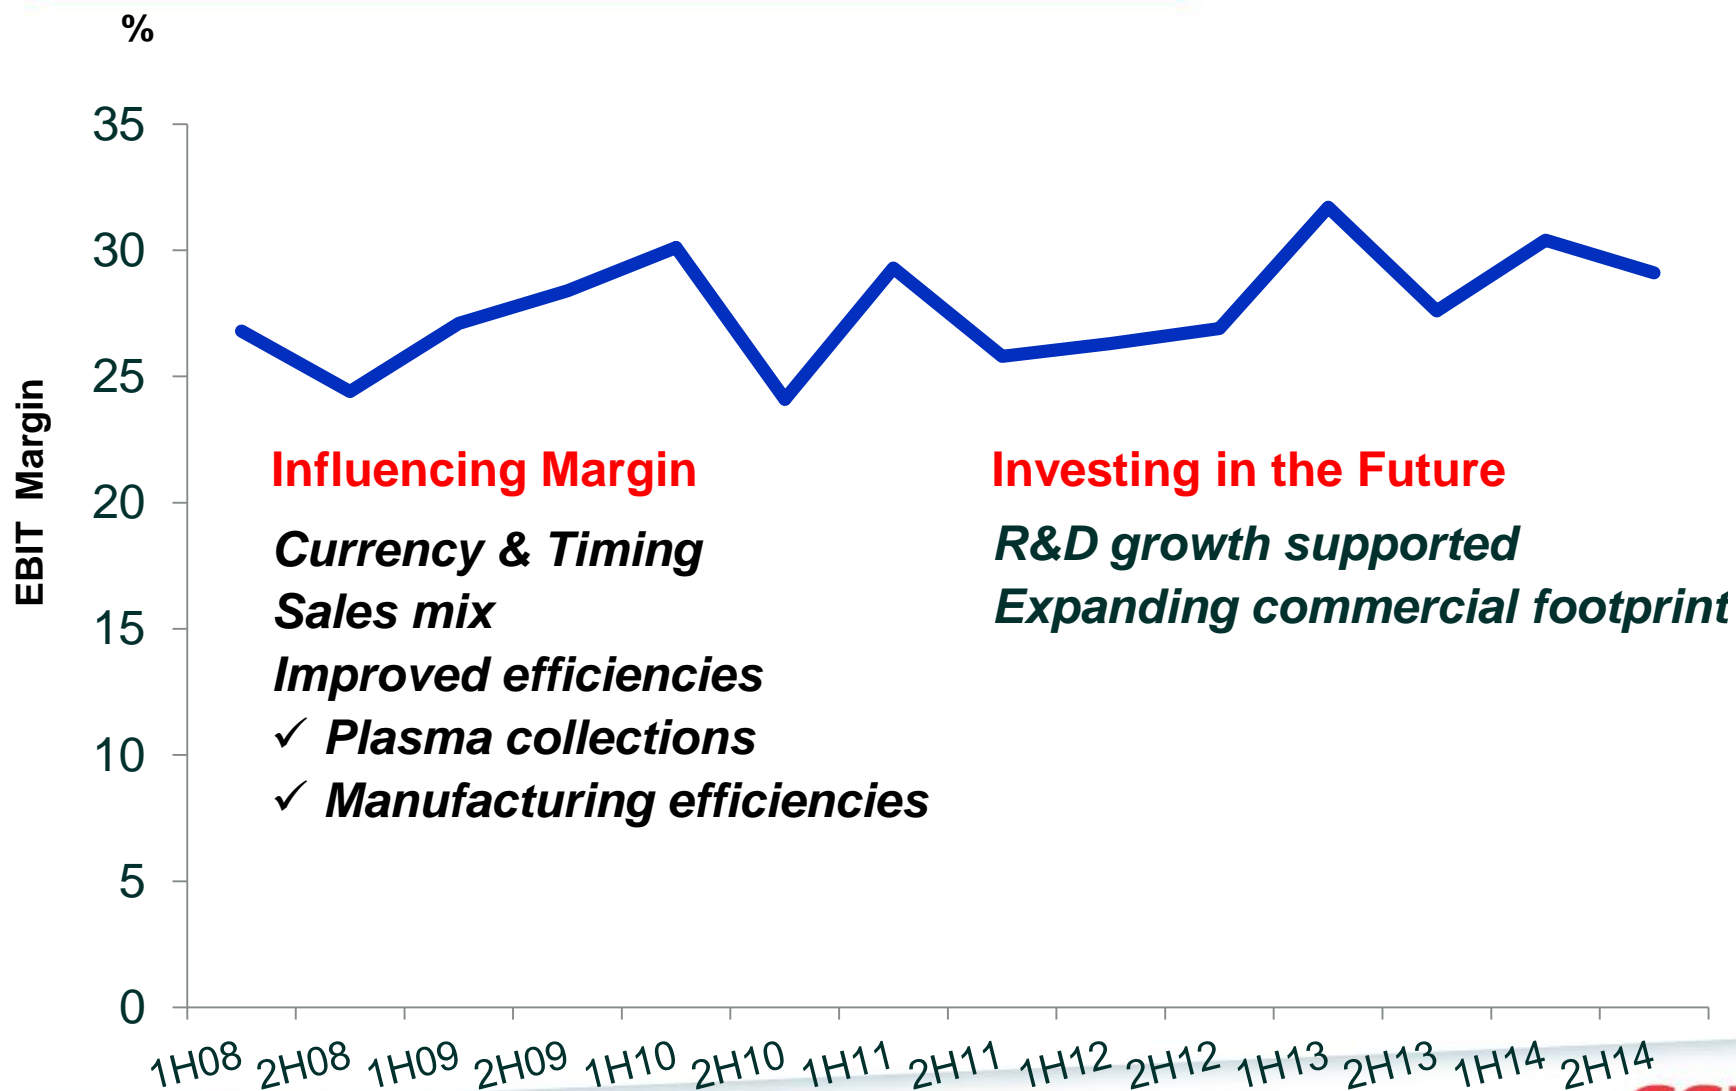 %
35
30
25
20
15
10
5
0
EBIT Margin
Influencing Margin
Currency & Timing
Sales mix
Improved efficiencies
✓ Plasma collections
✓ Manufacturing efficiencies
Investing in the Future
R&D growth supported
Expanding commercial footprint
1H08 2H08 1H09 2H09 1H10 2H10 1H11 2H11 1H12 2H12 1H13 2H13 1H14 2H14